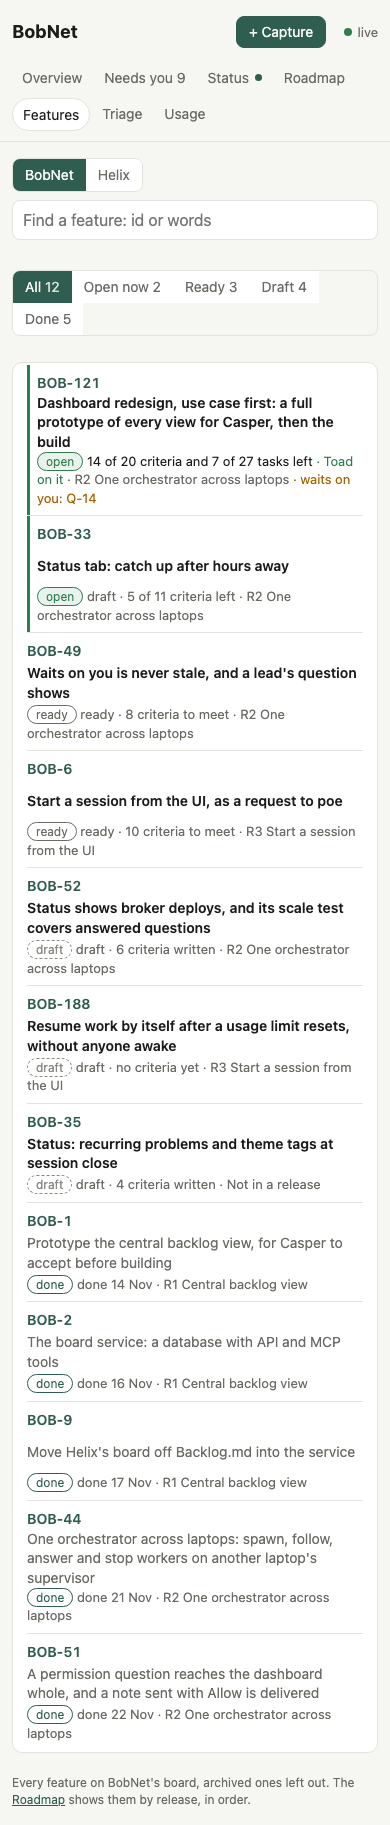 BobNet
+ Capture
live
Overview
Needs you 9
Status
Roadmap
Features
Triage
Usage
BobNet
Helix
Find a feature: id or words
All 12
Open now 2
Ready 3
Draft 4
Done 5
BOB-121
Dashboard redesign, use case first: a full
prototype of every view for Casper, then the
build
open 14 of 20 criteria and 7 of 27 tasks left · Toad
on it · R2 One orchestrator across laptops · waits on
you: Q-14
BOB-33
Status tab: catch up after hours away
open draft · 5 of 11 criteria left · R2 One
orchestrator across laptops
BOB-49
Waits on you is never stale, and a lead's question
shows
ready ready · 8 criteria to meet · R2 One
orchestrator across laptops
BOB-6
Start a session from the UI, as a request to poe
ready ready · 10 criteria to meet · R3 Start a session
from the UI
BOB-52
Status shows broker deploys, and its scale test
covers answered questions
draft draft · 6 criteria written · R2 One orchestrator
across laptops
BOB-188
Resume work by itself after a usage limit resets,
without anyone awake
draft draft · no criteria yet · R3 Start a session from
the UI
BOB-35
Status: recurring problems and theme tags at
session close
draft draft · 4 criteria written · Not in a release
BOB-1
Prototype the central backlog view, for Casper to
accept before building
done done 14 Nov · R1 Central backlog view
BOB-2
The board service: a database with API and MCP
tools
done done 16 Nov · R1 Central backlog view
BOB-9
Move Helix's board off Backlog.md into the service
done done 17 Nov · R1 Central backlog view
BOB-44
One orchestrator across laptops: spawn, follow,
answer and stop workers on another laptop's
supervisor
done done 21 Nov · R2 One orchestrator across
laptops
BOB-51
A permission question reaches the dashboard
whole, and a note sent with Allow is delivered
done done 22 Nov · R2 One orchestrator across
laptops
Every feature on BobNet's board, archived ones left out. The
Roadmap shows them by release, in order.